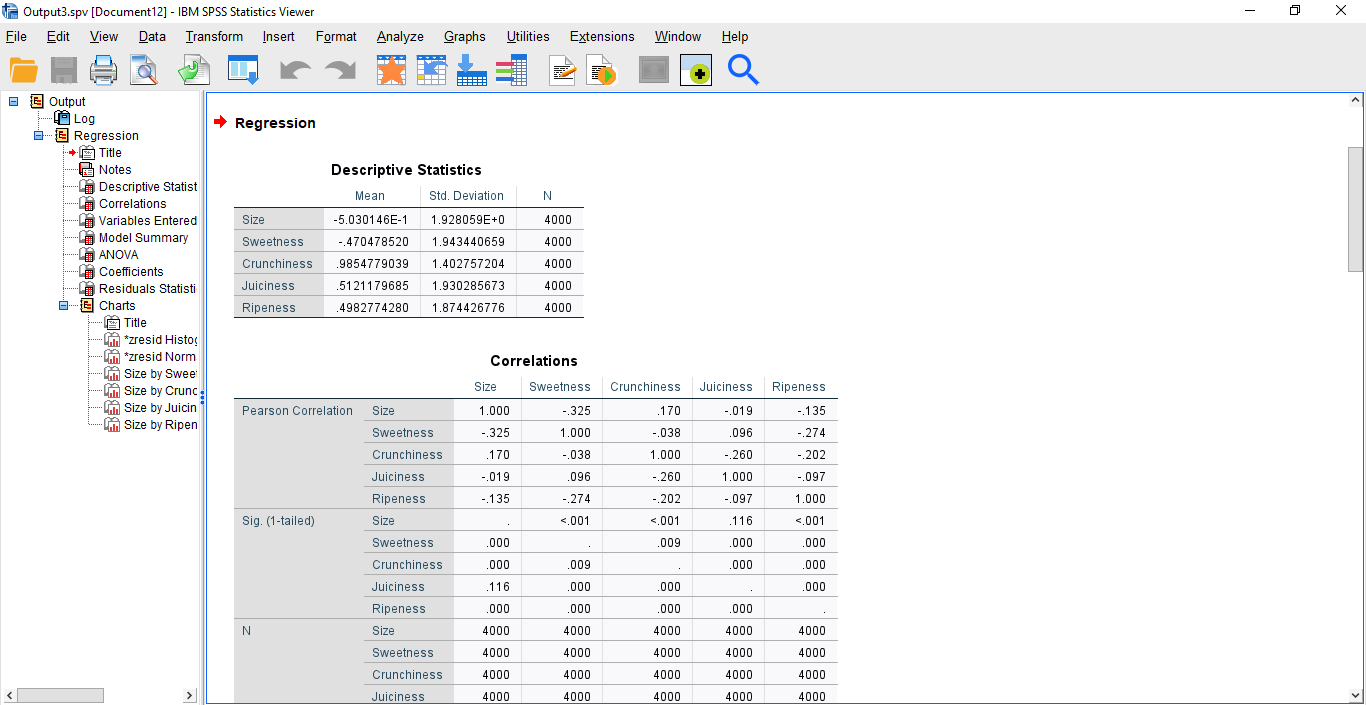 Output3.spv [Document12] - IBM SPSS Statistics Viewer
File Edit View Data Transform Insert Format Analyze Graphs Utilities Extensions Window Help
Output
Log
Regression
Title
Notes
Descriptive Statist
Correlations
Variables Entered
Model Summary
ANOVA
Coefficients
Residuals Statisti
Charts
Title
*zresid Histog
*zresid Norm
Size by Sweet
Size by Crunc
Size by Juicin
Size by Ripen
Regression
Descriptive Statistics
Mean Std. Deviation N
Size -5.030146E-1 1.928059E+0 4000
Sweetness -.470478520 1.943440659 4000
Crunchiness .9854779039 1.402757204 4000
Juiciness .5121179685 1.930285673 4000
Ripeness .4982774280 1.874426776 4000
Correlations
Size Sweetness Crunchiness Juiciness Ripeness
Pearson Correlation Size 1.000 -.325 .170 -.019 -.135
Sweetness -.325 1.000 -.038 .096 -.274
Crunchiness .170 -.038 1.000 -.260 -.202
Juiciness -.019 .096 -.260 1.000 -.097
Ripeness -.135 -.274 -.202 -.097 1.000
Sig. (1-tailed) Size . <.001 <.001 .116 <.001
Sweetness .000 . .009 .000 .000
Crunchiness .000 .009 . .000 .000
Juiciness .116 .000 .000 . .000
Ripeness .000 .000 .000 .000 .
N Size 4000 4000 4000 4000 4000
Sweetness 4000 4000 4000 4000 4000
Crunchiness 4000 4000 4000 4000 4000
Juiciness 4000 4000 4000 4000 4000